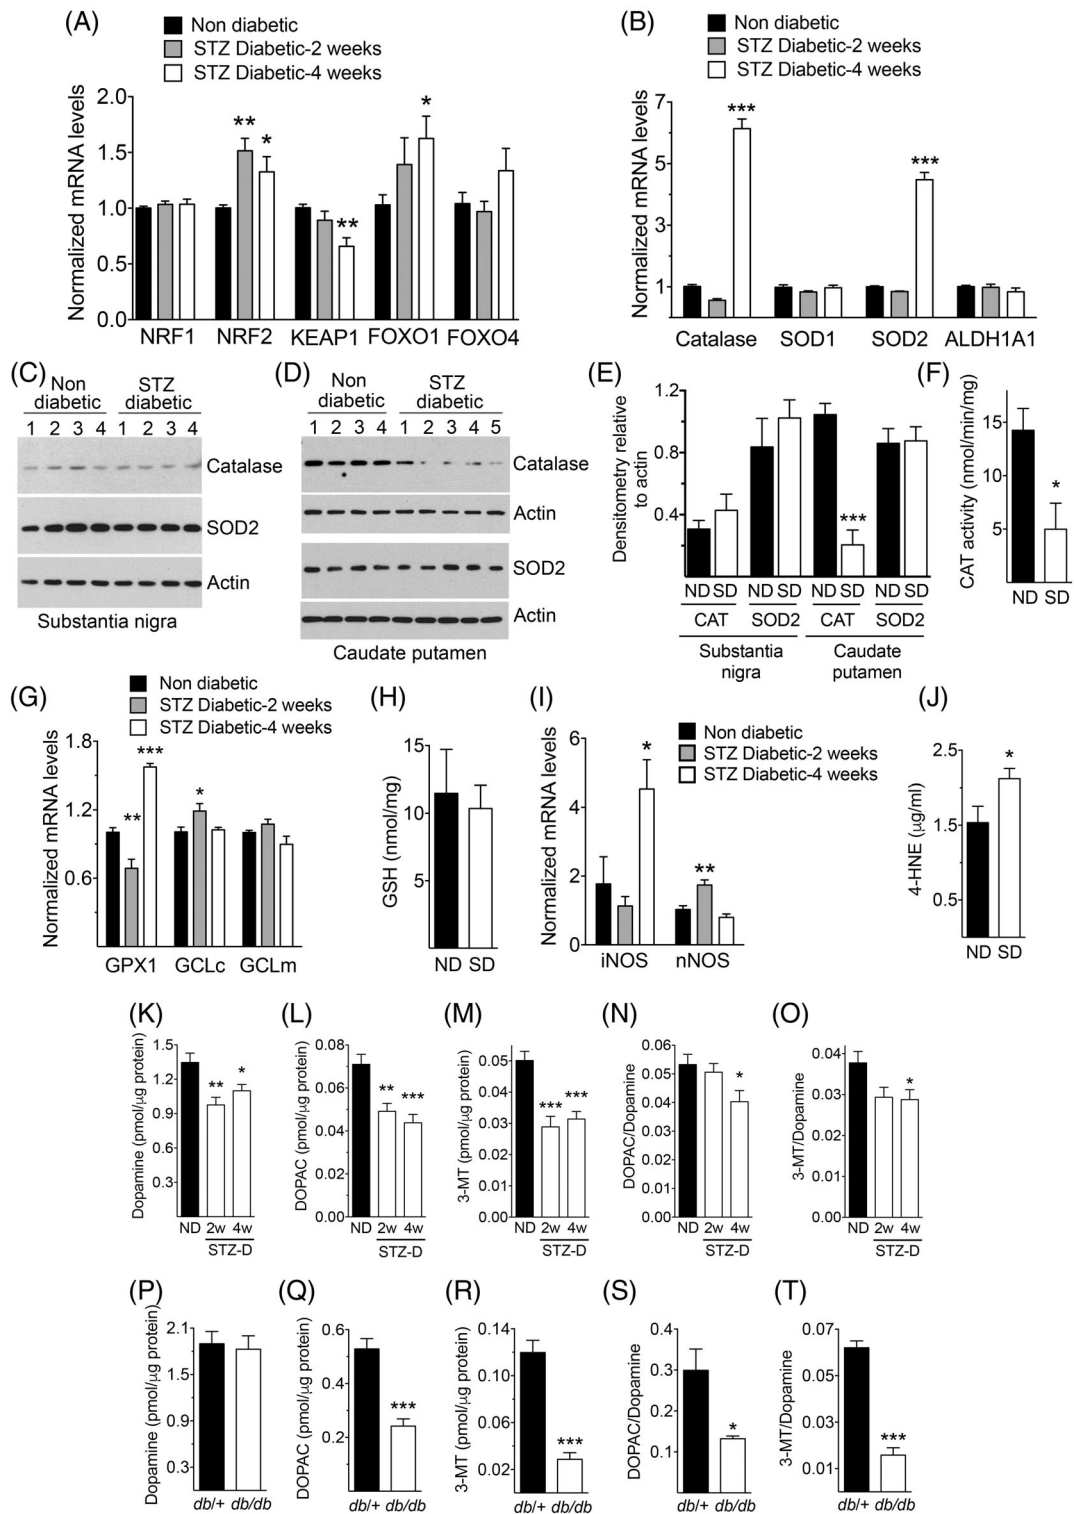 (A)
Non diabetic
STZ Diabetic-2 weeks
STZ Diabetic-4 weeks
Normalized mRNA levels
2.0
1.5
1.0
0.5
0.0
** * ** *
NRF1 NRF2 KEAP1 FOXO1 FOXO4
(B)
Non diabetic
STZ Diabetic-2 weeks
STZ Diabetic-4 weeks
Normalized mRNA levels
7
5
3
1
*** ***
Catalase SOD1 SOD2 ALDH1A1
(C)
Non diabetic
STZ diabetic
1 2 3 4 1 2 3 4
Catalase
SOD2
Actin
Substantia nigra
(D)
Non diabetic
STZ diabetic
1 2 3 4 1 2 3 4 5
Catalase
Actin
SOD2
Actin
Caudate putamen
(E)
Densitometry relative to actin
1.2
0.8
0.4
***
ND SD ND SD ND SD ND SD
CAT SOD2 CAT SOD2
Substantia nigra
Caudate putamen
(F)
CAT activity (nmol/min/mg)
15
10
5
*
ND SD
(G)
Non diabetic
STZ Diabetic-2 weeks
STZ Diabetic-4 weeks
Normalized mRNA levels
1.8
1.2
0.6
** *** *
GPX1 GCLc GCLm
(H)
GSH (nmol/mg)
15
10
5
ND SD
(I)
Non diabetic
STZ Diabetic-2 weeks
STZ Diabetic-4 weeks
Normalized mRNA levels
6
4
2
0
* **
iNOS nNOS
(J)
4-HNE (μg/ml)
2.5
1.5
0.5
*
ND SD
(K)
Dopamine (pmol/μg protein)
1.5
1.2
0.9
0.6
0.3
** *
ND 2w 4w
STZ-D
(L)
DOPAC (pmol/μg protein)
0.08
0.06
0.04
0.02
0.00
** ***
ND 2w 4w
STZ-D
(M)
3-MT (pmol/μg protein)
0.05
0.04
0.03
0.02
0.01
0.00
*** ***
ND 2w 4w
STZ-D
(N)
DOPAC/Dopamine
0.06
0.05
0.04
0.03
0.02
0.01
0.00
*
ND 2w 4w
STZ-D
(O)
3-MT/Dopamine
0.04
0.03
0.02
0.01
0.00
*
ND 2w 4w
STZ-D
(P)
Dopamine (pmol/μg protein)
2.1
1.5
0.9
0.3
db/+ db/db
(Q)
DOPAC (pmol/μg protein)
0.6
0.4
0.2
***
db/+ db/db
(R)
3-MT (pmol/μg protein)
0.14
0.10
0.06
0.02
***
db/+ db/db
(S)
DOPAC/Dopamine
0.4
0.3
0.2
0.1
*
db/+ db/db
(T)
3-MT/Dopamine
0.07
0.05
0.03
0.01
***
db/+ db/db